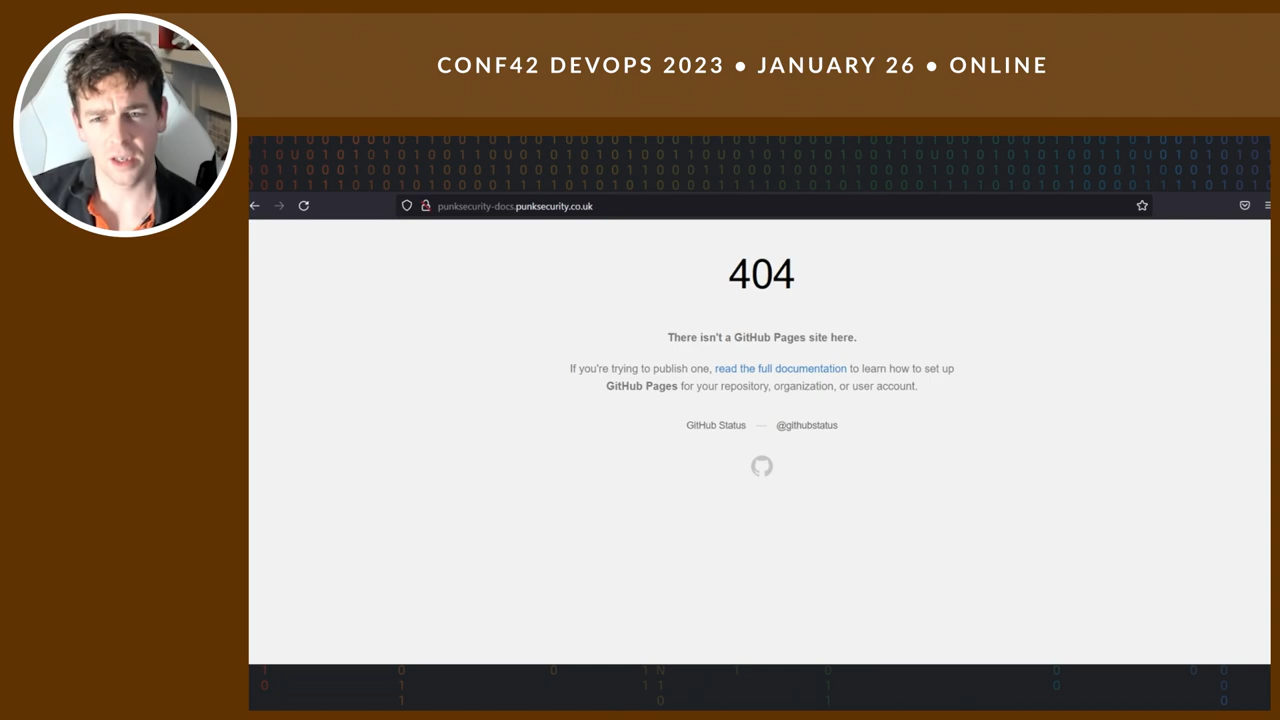 CONF42 DEVOPS 2023 ● JANUARY 26 ● ONLINE
punksecurity-docs.punksecurity.co.uk
404
There isn't a GitHub Pages site here.
If you're trying to publish one, read the full documentation to learn how to set up
GitHub Pages for your repository, organization, or user account.
GitHub Status — @githubstatus